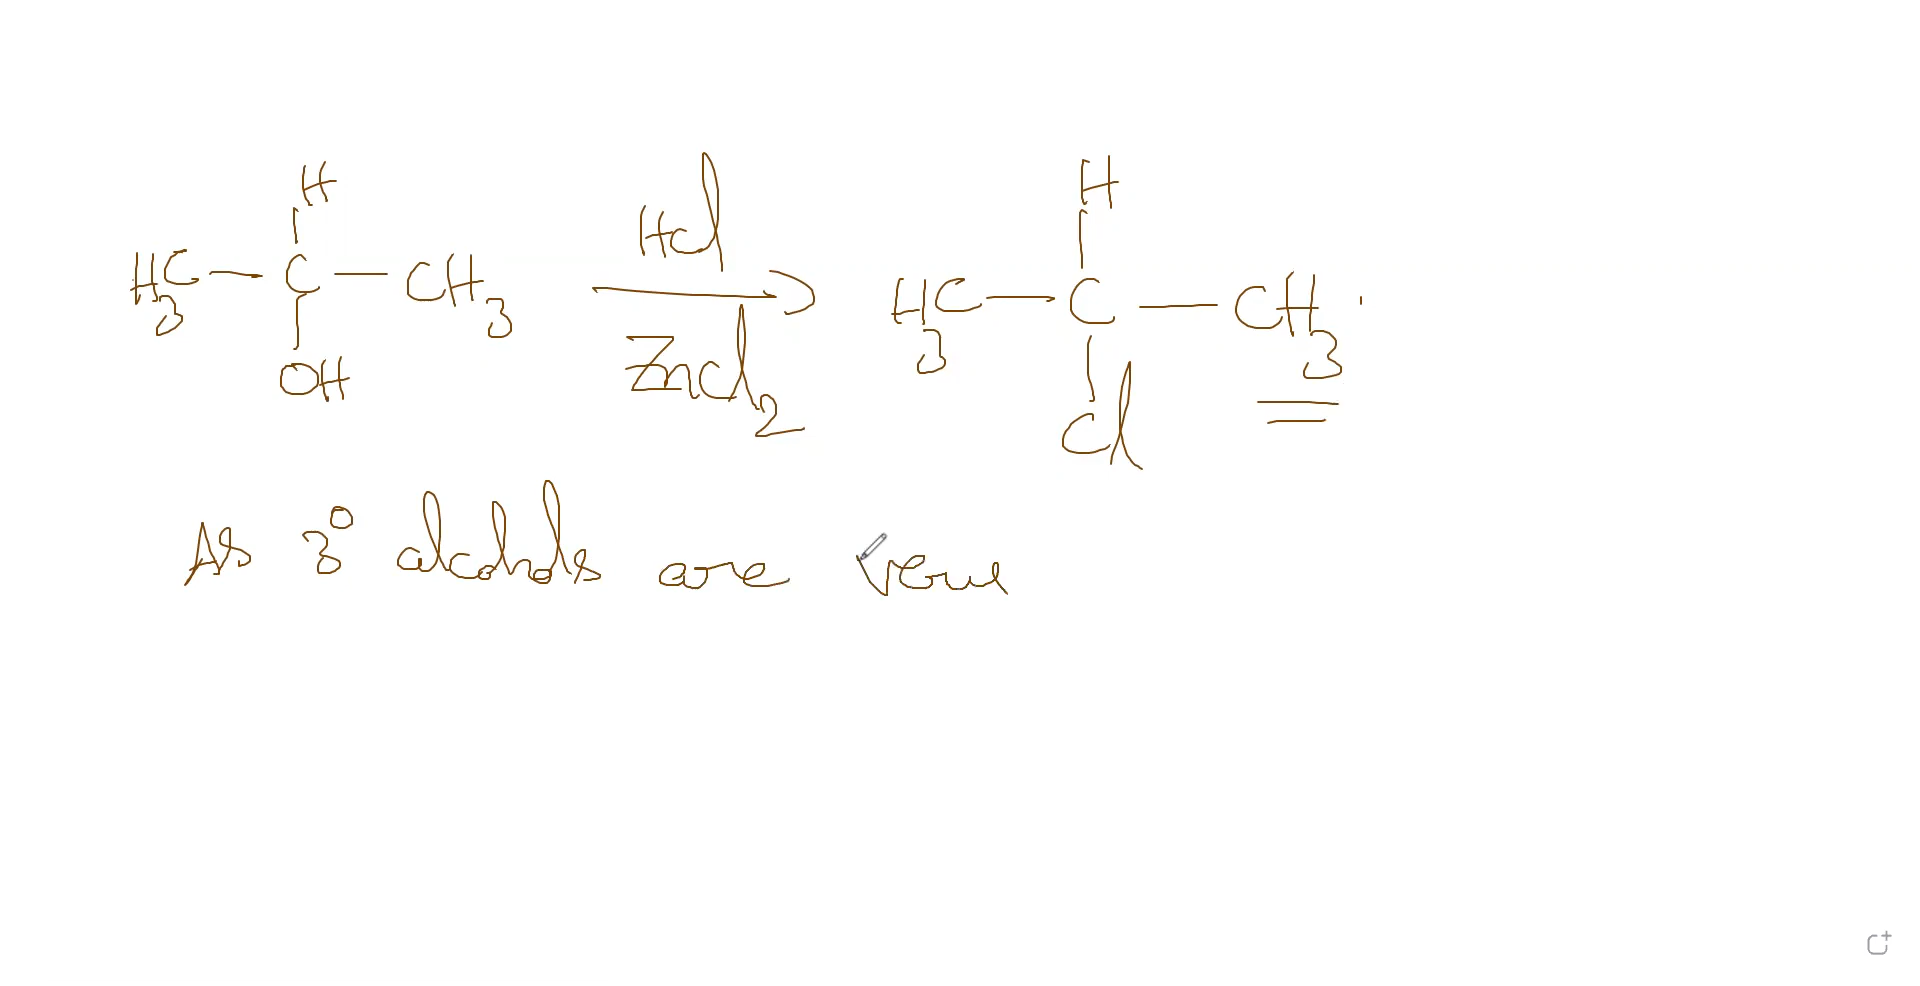 H H
H3C — C — CH3 HCl → H3C — C — CH3
OH ZnCl2 Cl
As 3° alcohols are